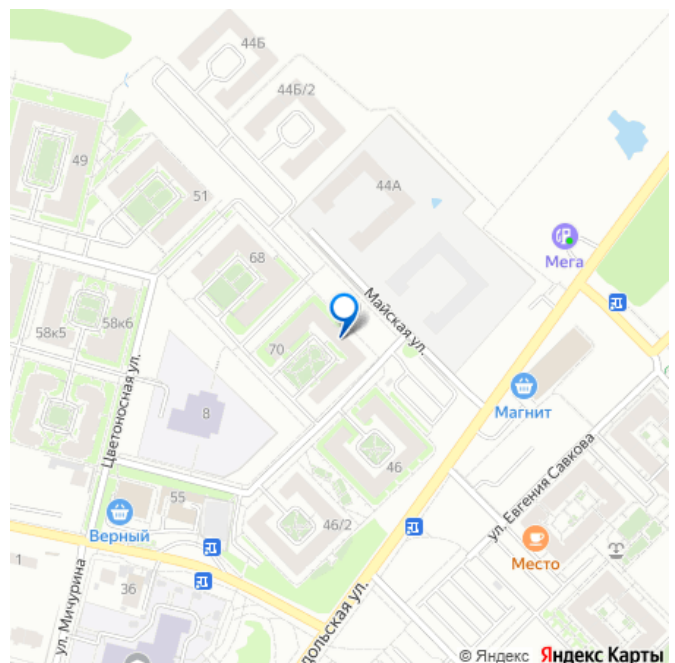 44Б
44Б/2
49
44А
51
68
Мега
58к5
58к6
Майская ул.
70
Цветоносная ул.
8
Магнит
46
ул. Евгения Савкова
55
Верный
46/2
Место
1
36
ул. Мичурина
дольская ул.
© Яндекс Яндекс Карты